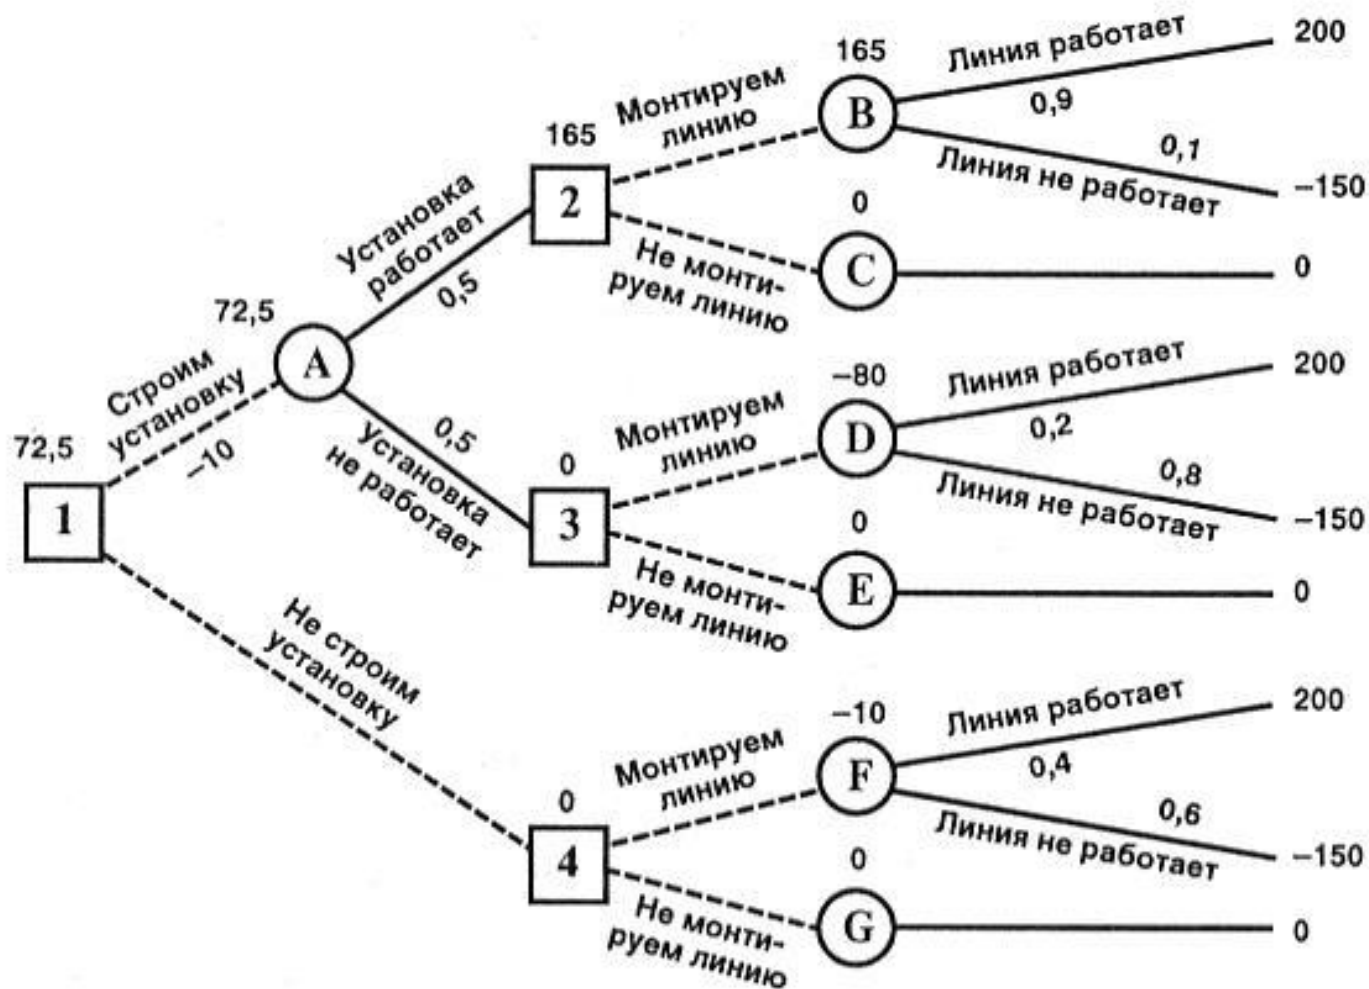 165
Линия работает
200
0,9
B
Монтируем
линию
165
0,1
Линия не работает
–150
2
Установка
работает
0,5
0
Не монти-
руем линию
C
0
72,5
A
Строим
установку
–10
72,5
1
0,5
Установка
не работает
–80
Линия работает
200
0,2
D
Монтируем
линию
0
0,8
Линия не работает
–150
3
0
Не монти-
руем линию
E
0
Не строим
установку
–10
Линия работает
200
0,4
F
Монтируем
линию
0
0,6
Линия не работает
–150
4
0
Не монти-
руем линию
G
0